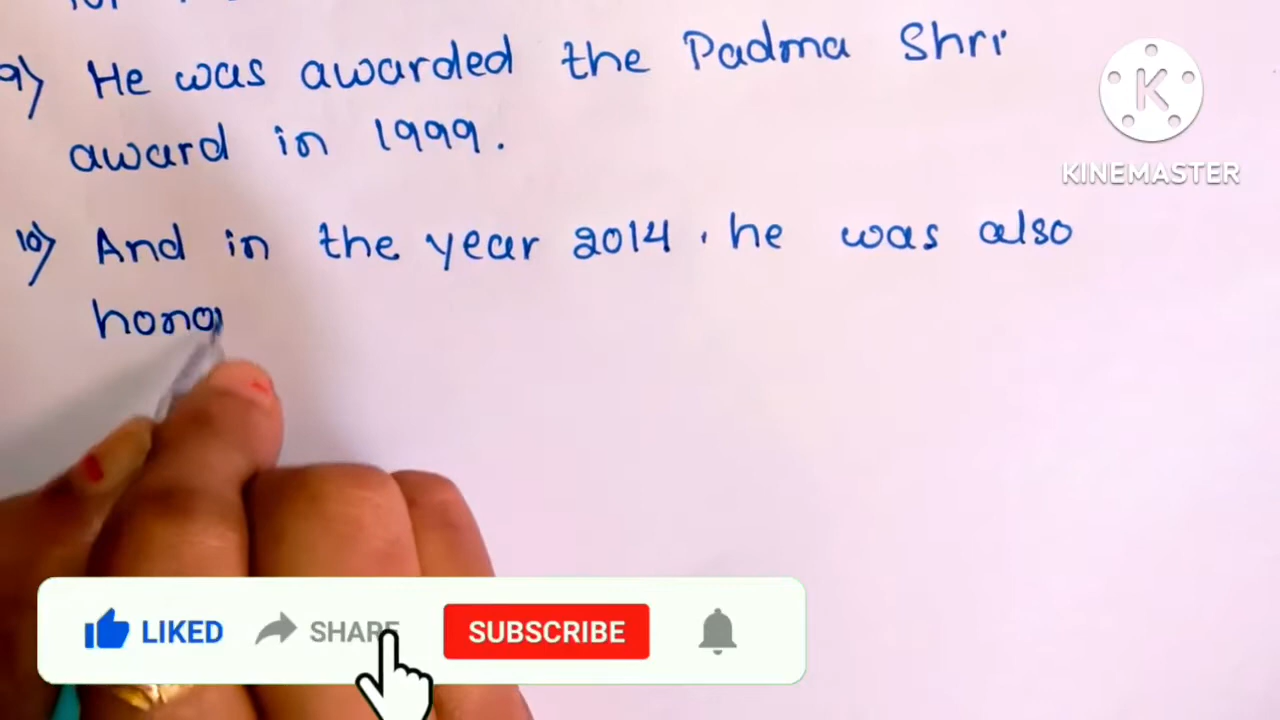 9) He was awarded the Padma Shri
award in 1999.
10) And in the year 2014, he was also
hono
KINEMASTER
LIKED SHARE SUBSCRIBE